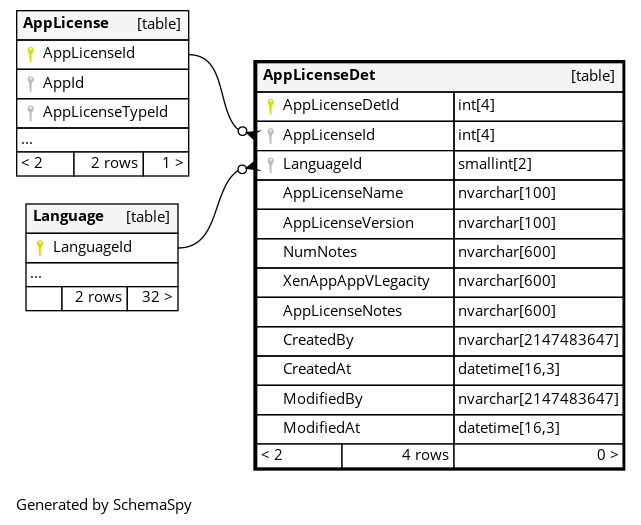 AppLicense [table]
AppLicenseId
AppId
AppLicenseTypeId
...
< 2 2 rows 1 >
Language [table]
LanguageId
...
2 rows 32 >
AppLicenseDet [table]
AppLicenseDetId int[4]
AppLicenseId int[4]
LanguageId smallint[2]
AppLicenseName nvarchar[100]
AppLicenseVersion nvarchar[100]
NumNotes nvarchar[600]
XenAppAppVLegacity nvarchar[600]
AppLicenseNotes nvarchar[600]
CreatedBy nvarchar[2147483647]
CreatedAt datetime[16,3]
ModifiedBy nvarchar[2147483647]
ModifiedAt datetime[16,3]
< 2 4 rows 0 >
Generated by SchemaSpy